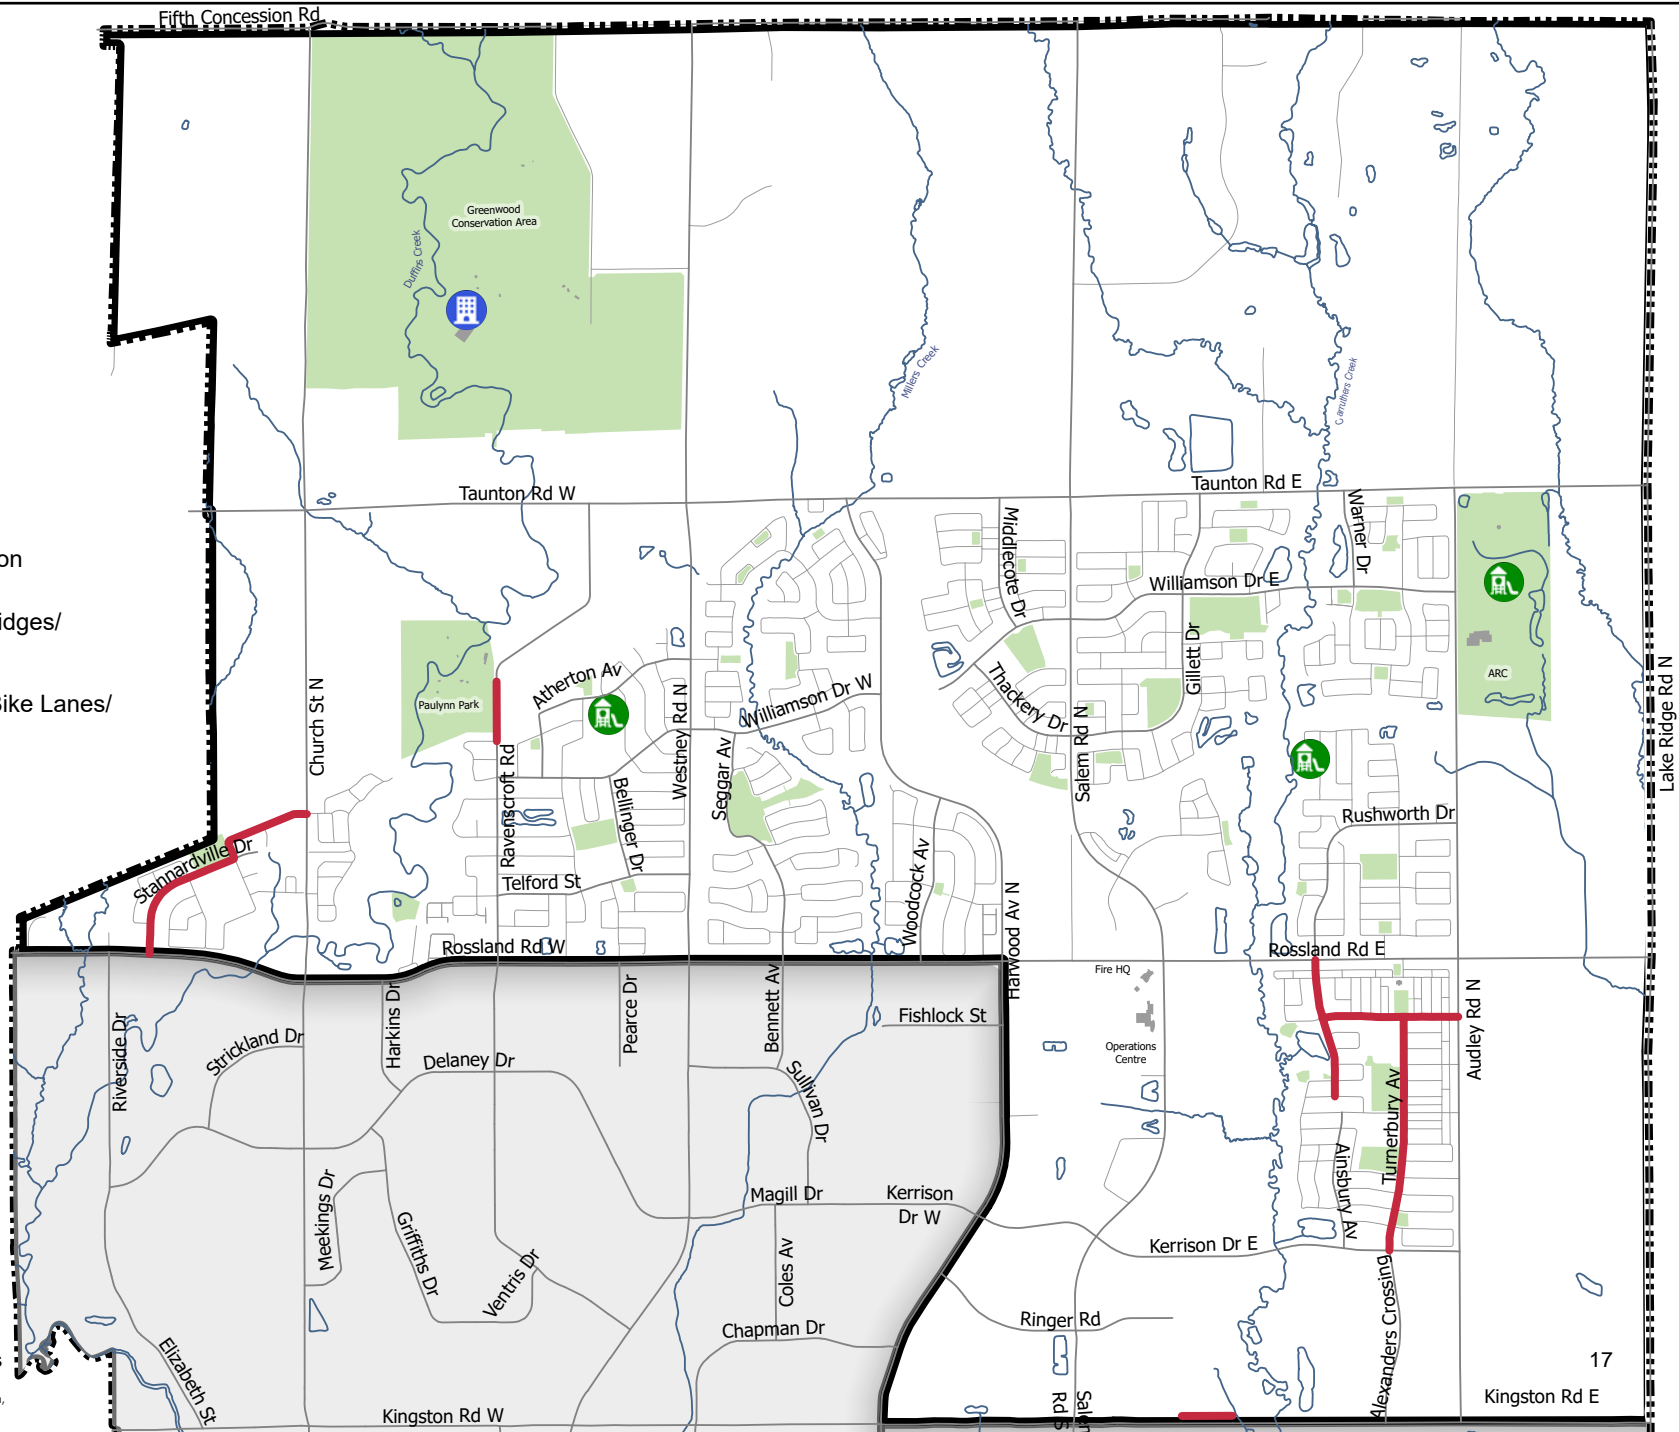 Fifth Concession Rd
Greenwood
Conservation Area
Duffins Creek
Millers Creek
Carruthers Creek
Taunton Rd W
Taunton Rd E
on
idges/
Bike Lanes/
Middlecote Dr
Warner Dr
Williamson Dr E
Church St N
Paulynn Park
Atherton Av
Westney Rd N
Williamson Dr W
Thackery Dr
Gillett Dr
Salem Rd N
ARC
Lake Ridge Rd N
Ravenscroft Rd
Bellinger Dr
Seggar Av
Rushworth Dr
Stannardville Dr
Telford St
Woodcock Av
Harwood Av N
Rossland Rd W
Rossland Rd E
Fire HQ
Operations
Centre
Riverside Dr
Strickland Dr
Harkins Dr
Delaney Dr
Pearce Dr
Bennett Av
Fishlock St
Sullivan Dr
Audley Rd N
Turnerbury Av
Ainsbury Av
Meekings Dr
Griffiths Dr
Ventris Dr
Magill Dr
Kerrison
Dr W
Coles Av
Kerrison Dr E
Chapman Dr
Ringer Rd
Alexanders Crossing
Elizabeth St
17
Kingston Rd W
Salem
Rd S
Kingston Rd E